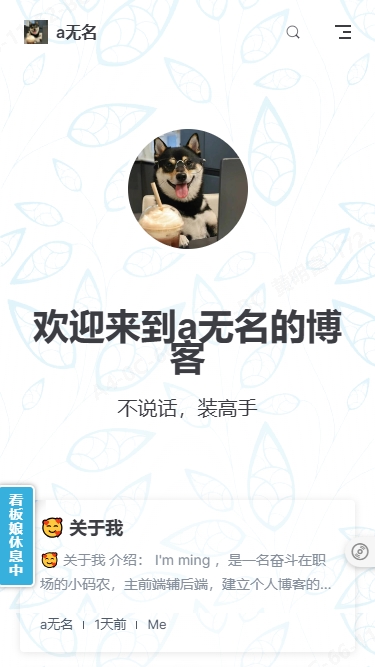 a无名
欢迎来到a无名的博
客
不说话，装高手
看板娘休息中
🥰 关于我
🥰 关于我 介绍： I'm ming ，是一名奋斗在职
场的小码农，主前端辅后端，建立个人博客的...
a无名 | 1天前 | Me